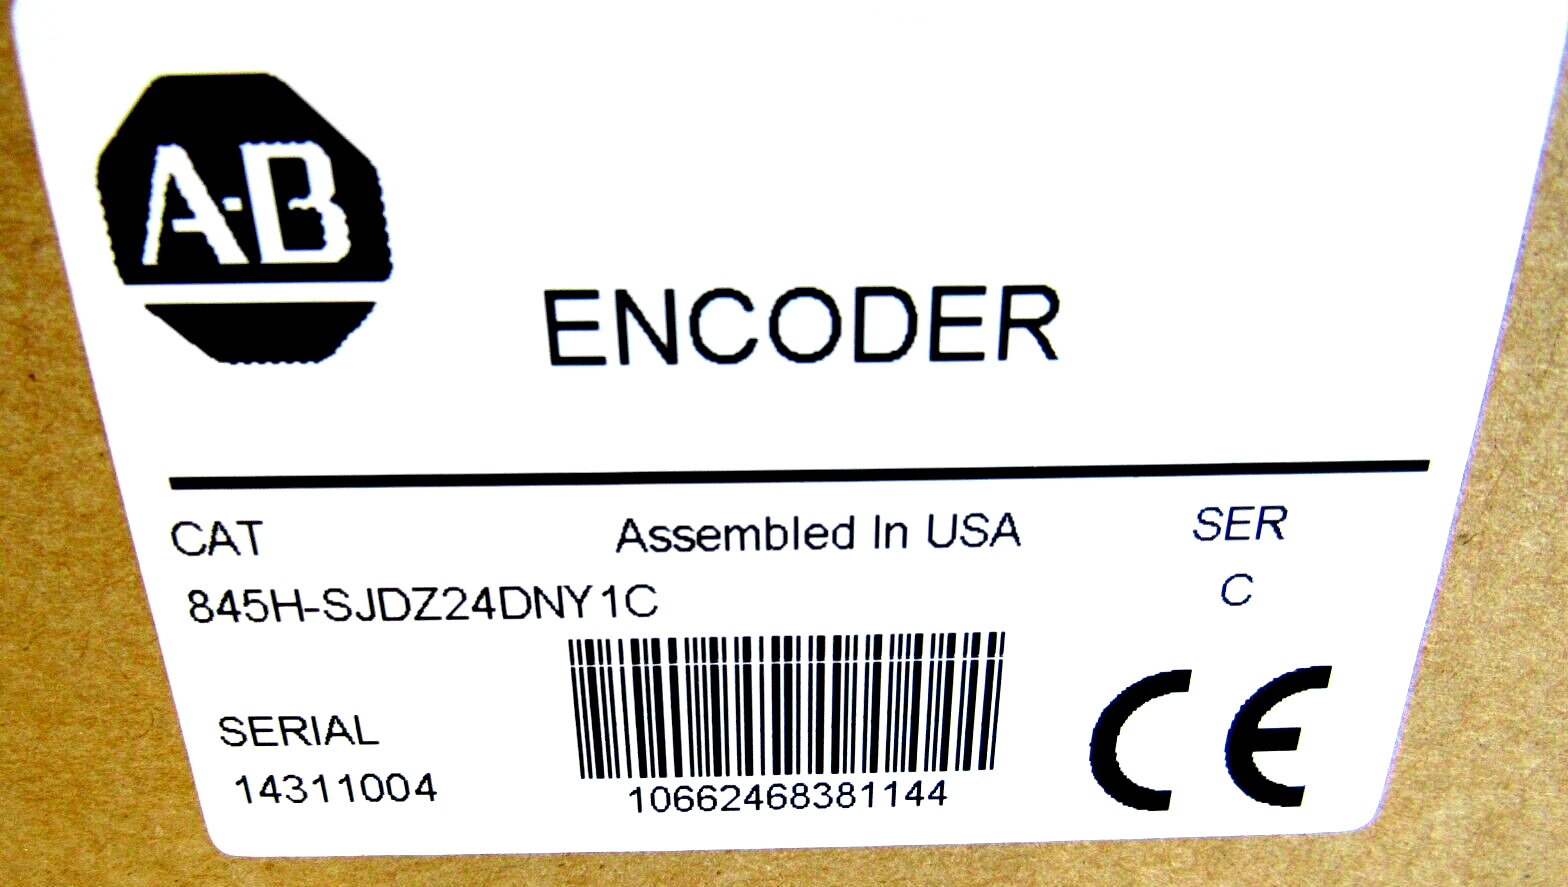 A-B
ENCODER
CAT
Assembled In USA
SER
845H-SJDZ24DNY1C
C
SERIAL
14311004
10662468381144
CE